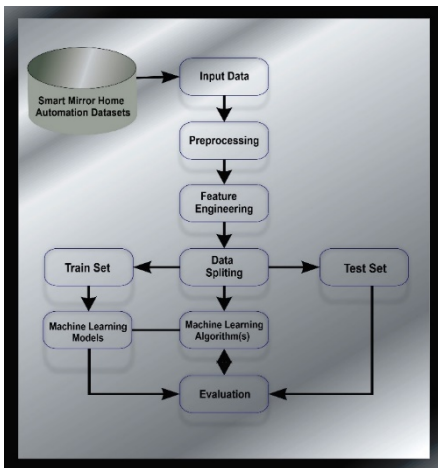 Smart Mirror Home
Automation Datasets
Input Data
Preprocessing
Feature
Engineering
Data
Spliting
Train Set
Test Set
Machine Learning
Models
Machine Learning
Algorithm(s)
Evaluation